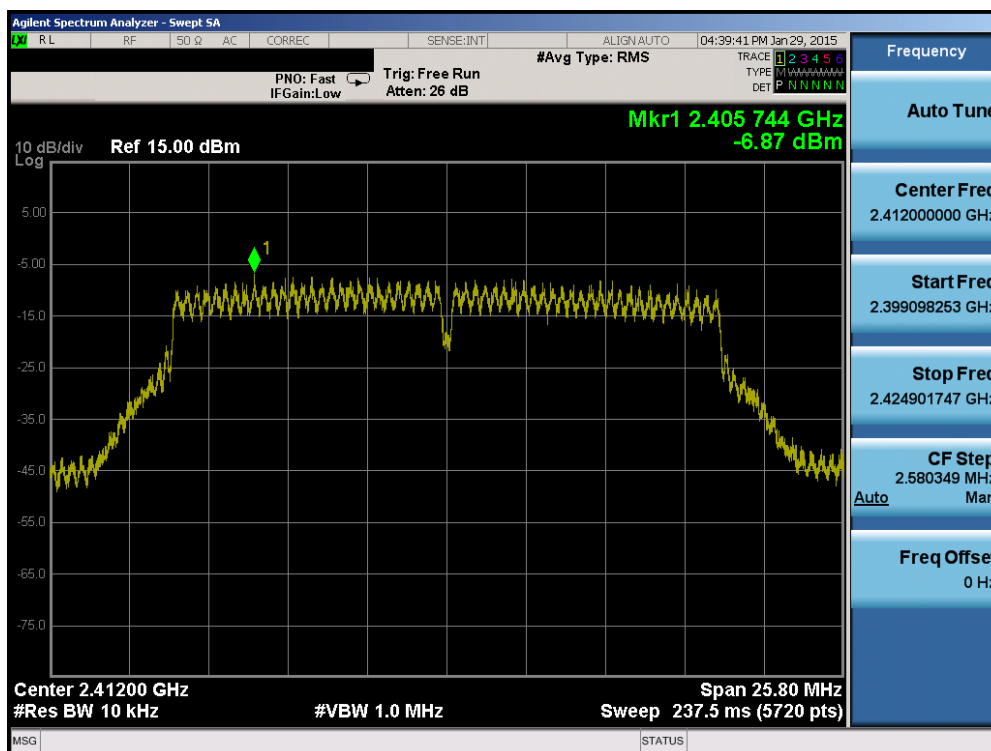 Agilent Spectrum Analyzer - Swept SA
LXI RL RF 50 Ω AC CORREC SENSE:INT ALIGN AUTO 04:39:41 PM Jan 29, 2015
#Avg Type: RMS TRACE 1 2 3 4 5 6
PNO: Fast Trig: Free Run TYPE M
IFGain:Low Atten: 26 dB DET P N N N N N
Mkr1 2.405 744 GHz
-6.87 dBm
10 dB/div Ref 15.00 dBm
Log
5.00
1
-5.00
-15.0
-25.0
-35.0
-45.0
-55.0
-65.0
-75.0
Center 2.41200 GHz Span 25.80 MHz
#Res BW 10 kHz #VBW 1.0 MHz Sweep 237.5 ms (5720 pts)
MSG STATUS
Frequency
Auto Tune
Center Freq
2.412000000 GHz
Start Freq
2.399098253 GHz
Stop Freq
2.424901747 GHz
CF Step
2.580349 MHz
Auto Man
Freq Offset
0 Hz